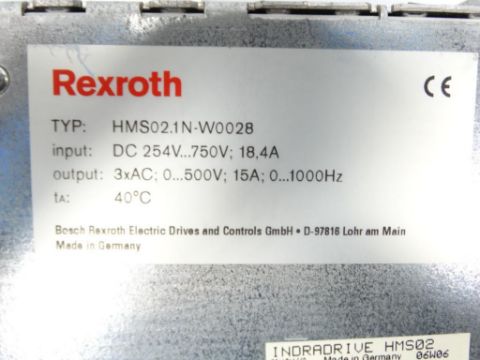 Rexroth
CE
TYP: HMS02.1N-W0028
input: DC 254V...750V; 18,4A
output: 3xAC; 0...500V; 15A; 0...1000Hz
tA: 40°C
Bosch Rexroth Electric Drives and Controls GmbH • D-97816 Lohr am Main
Made in Germany
INDRADRIVE HMS02
Made in Germany 06W06